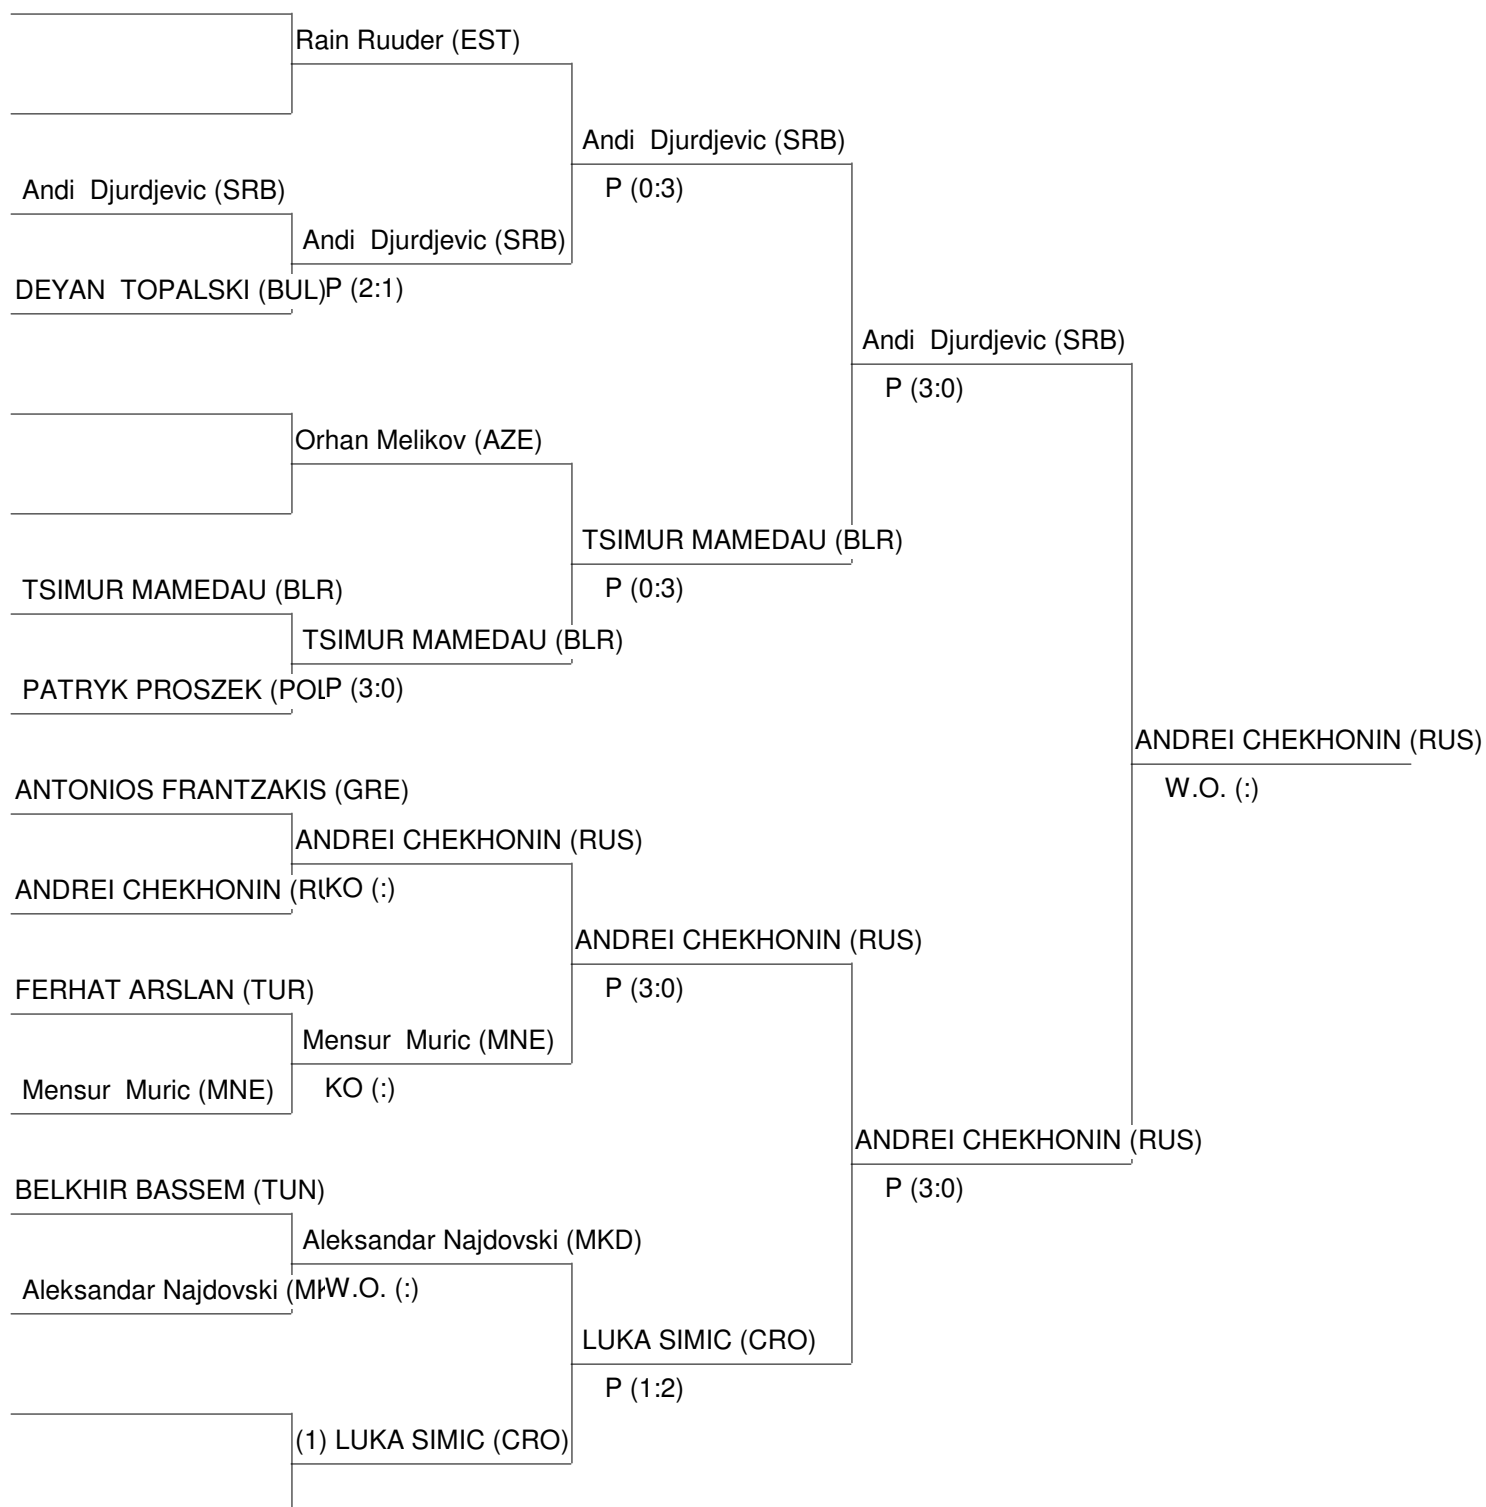 Rain Ruuder (EST)
Andi  Djurdjevic (SRB)
P (0:3)
Andi  Djurdjevic (SRB)
Andi  Djurdjevic (SRB)
DEYAN  TOPALSKI (BUL)
P (2:1)
Andi  Djurdjevic (SRB)
P (3:0)
Orhan Melikov (AZE)
TSIMUR MAMEDAU (BLR)
P (0:3)
TSIMUR MAMEDAU (BLR)
TSIMUR MAMEDAU (BLR)
PATRYK PROSZEK (POL
P (3:0)
ANDREI CHEKHONIN (RUS)
W.O. (:)
ANTONIOS FRANTZAKIS (GRE)
ANDREI CHEKHONIN (RUS)
ANDREI CHEKHONIN (RU
KO (:)
ANDREI CHEKHONIN (RUS)
P (3:0)
FERHAT ARSLAN (TUR)
Mensur  Muric (MNE)
Mensur  Muric (MNE)
KO (:)
ANDREI CHEKHONIN (RUS)
P (3:0)
BELKHIR BASSEM (TUN)
Aleksandar Najdovski (MKD)
Aleksandar Najdovski (MK
W.O. (:)
LUKA SIMIC (CRO)
P (1:2)
(1) LUKA SIMIC (CRO)